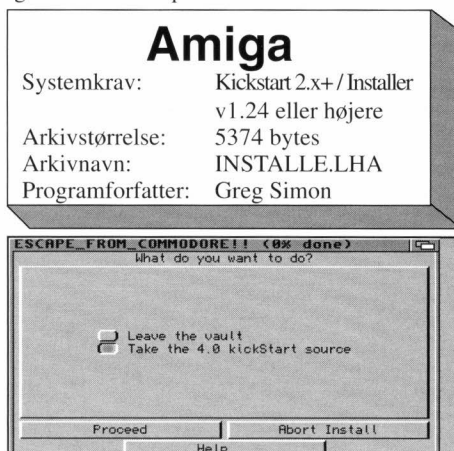 Amiga
Systemkrav: Kickstart 2.x+ / Installer
v1.24 eller højere
Arkivstørrelse: 5374 bytes
Arkivnavn: INSTALLE.LHA
Programforfatter: Greg Simon
ESCAPE_FROM_COMMODORE!! (0% done)
What do you want to do?
Leave the vault
Take the 4.0 kickStart source
Proceed Abort Install
Help